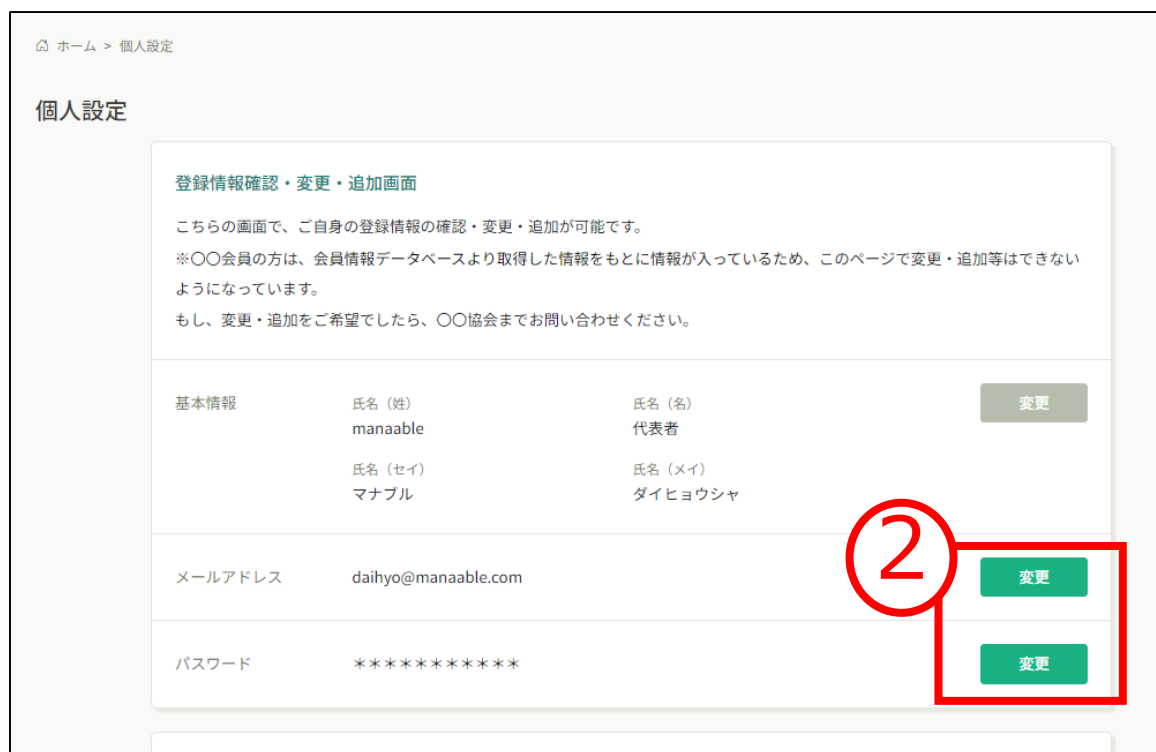 ホーム > 個人設定
個人設定
登録情報確認・変更・追加画面
こちらの画面で、ご自身の登録情報の確認・変更・追加が可能です。
※〇〇会員の方は、会員情報データベースより取得した情報をもとに情報が入っているため、このページで変更・追加等はできない
ようになっています。
もし、変更・追加をご希望でしたら、〇〇協会までお問い合わせください。
基本情報
氏名（姓）
manaable
氏名（名）
代表者
変更
氏名（セイ）
マナブル
氏名（メイ）
ダイヒョウシャ
2
メールアドレス
daihyo@manaable.com
変更
パスワード
＊＊＊＊＊＊＊＊＊＊＊
変更